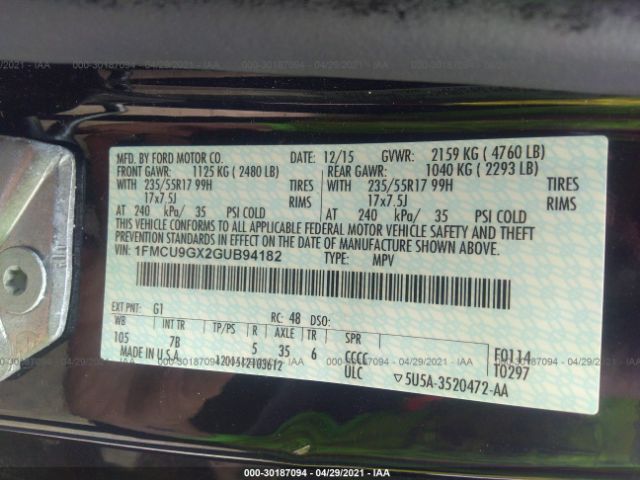 000-30187094 - 04/29/2021 - IAA
MFD. BY FORD MOTOR CO. DATE: 12/15 GVWR: 2159 KG ( 4760 LB)
FRONT GAWR: 1125 KG ( 2480 LB) REAR GAWR: 1040 KG ( 2293 LB)
WITH 235/55R17 99H TIRES WITH 235/55R17 99H TIRES
17x7.5J RIMS 17x7.5J RIMS
AT 240 kPa/ 35 PSI COLD AT 240 kPa/ 35 PSI COLD
THIS VEHICLE CONFORMS TO ALL APPLICABLE FEDERAL MOTOR VEHICLE SAFETY AND THEFT
PREVENTION STANDARDS IN EFFECT ON THE DATE OF MANUFACTURE SHOWN ABOVE.
VIN: 1FMCU9GX2GUB94182 TYPE: MPV
EXT PNT: G1 RC: 48 DSO:
WB INT TR TP/PS R AXLE TR SPR
105 7B 5 35 6 CCCC F0114
MADE IN U.S.A. 1201512103612 ULC T0297
5U5A-3520472-AA
000-30187094 - 04/29/2021 - IAA